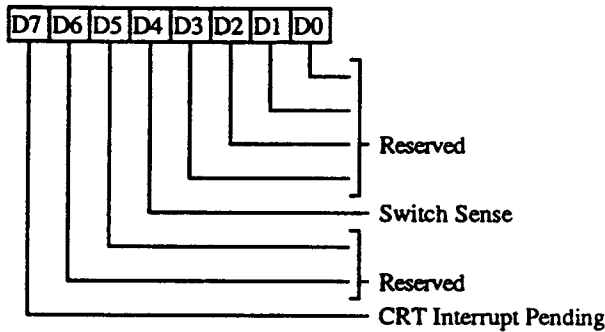 D7 D6 D5 D4 D3 D2 D1 D0
Reserved
Switch Sense
Reserved
CRT Interrupt Pending